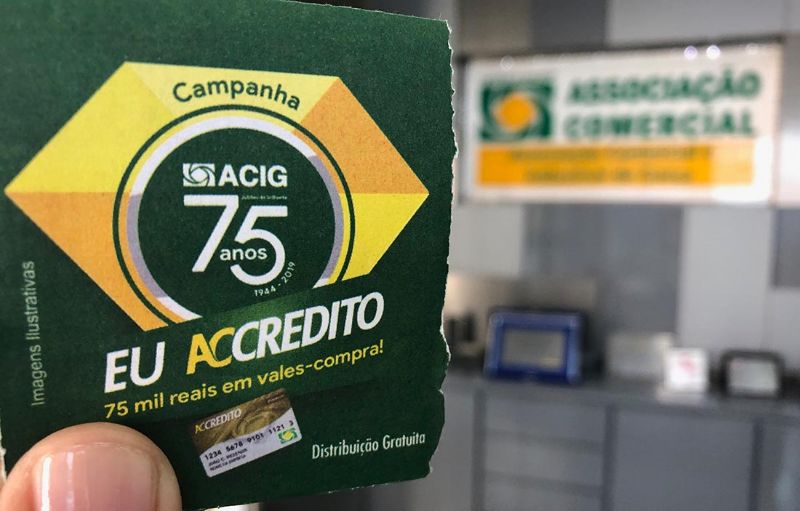 Campanha
ACIG
jubileu de brilhante
75
anos
1944 - 2019
EU ACCREDITO
75 mil reais em vales-compra!
ACCREDITO
1234 5678 9101 1121 3
Distribuição Gratuita
Imagens Ilustrativas
ASSOCIAÇÃO
COMERCIAL